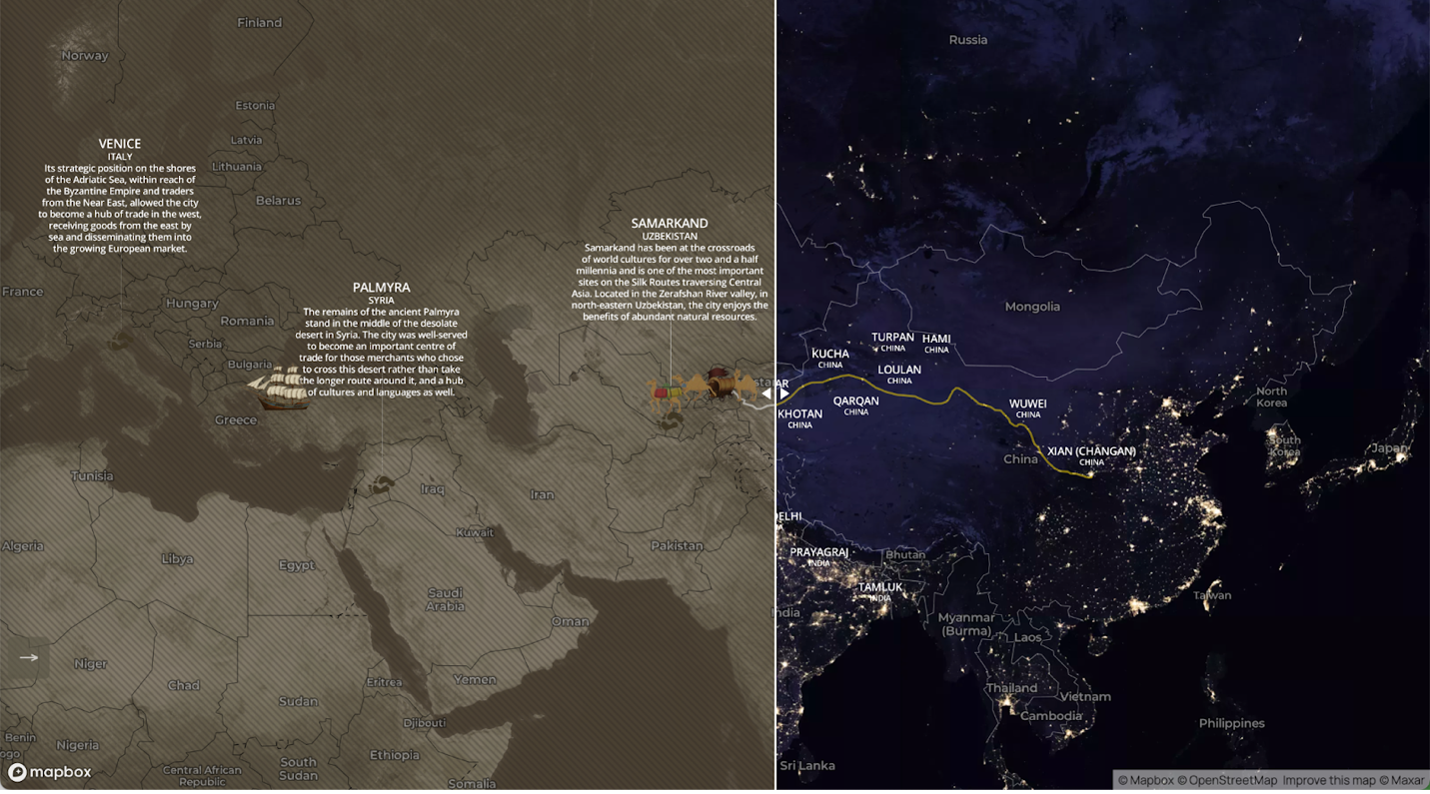 Finland
Norway
Estonia
Latvia
Lithuania
Belarus
VENICE
ITALY
Its strategic position on the shores
of the Adriatic Sea, within reach of
the Byzantine Empire and traders
from the Near East, allowed the city
to become a hub of trade in the west,
receiving goods from the east by
sea and disseminating them into
the growing European market.
France
Hungary
Romania
Serbia
Bulgaria
Greece
PALMYRA
SYRIA
The remains of the ancient Palmyra
stand in the middle of the desolate
desert in Syria. The city was well-served
to become an important centre of
trade for those merchants who chose
to cross this desert rather than take
the longer route around it, and a hub
of cultures and languages as well.
SAMARKAND
UZBEKISTAN
Samarkand has been at the crossroads
of world cultures for over two and a half
millennia and is one of the most important
sites on the Silk Routes traversing Central
Asia. Located in the Zerafshan River valley, in
north-eastern Uzbekistan, the city enjoys the
benefits of abundant natural resources.
Tunisia
Algeria
Libya
Egypt
Iraq
Iran
Kuwait
Pakistan
Saudi
Arabia
Oman
Yemen
Niger
Chad
Sudan
Eritrea
Djibouti
Benin
ogo
Nigeria
Central African
Republic
South
Sudan
Ethiopia
Somalia
mapbox
Russia
Mongolia
KUCHA
CHINA
TURPAN
CHINA
HAMI
CHINA
LOULAN
CHINA
stan
AR
KHOTAN
CHINA
QARQAN
CHINA
WUWEI
CHINA
XIAN (CHANGAN)
CHINA
China
North
Korea
South
Korea
Japan
ELHI
PRAYAGRAJ
INDIA
Bhutan
TAMLUK
INDIA
India
Myanmar
(Burma)
Laos
Taiwan
Thailand
Vietnam
Cambodia
Philippines
Sri Lanka
© Mapbox © OpenStreetMap Improve this map © Maxar